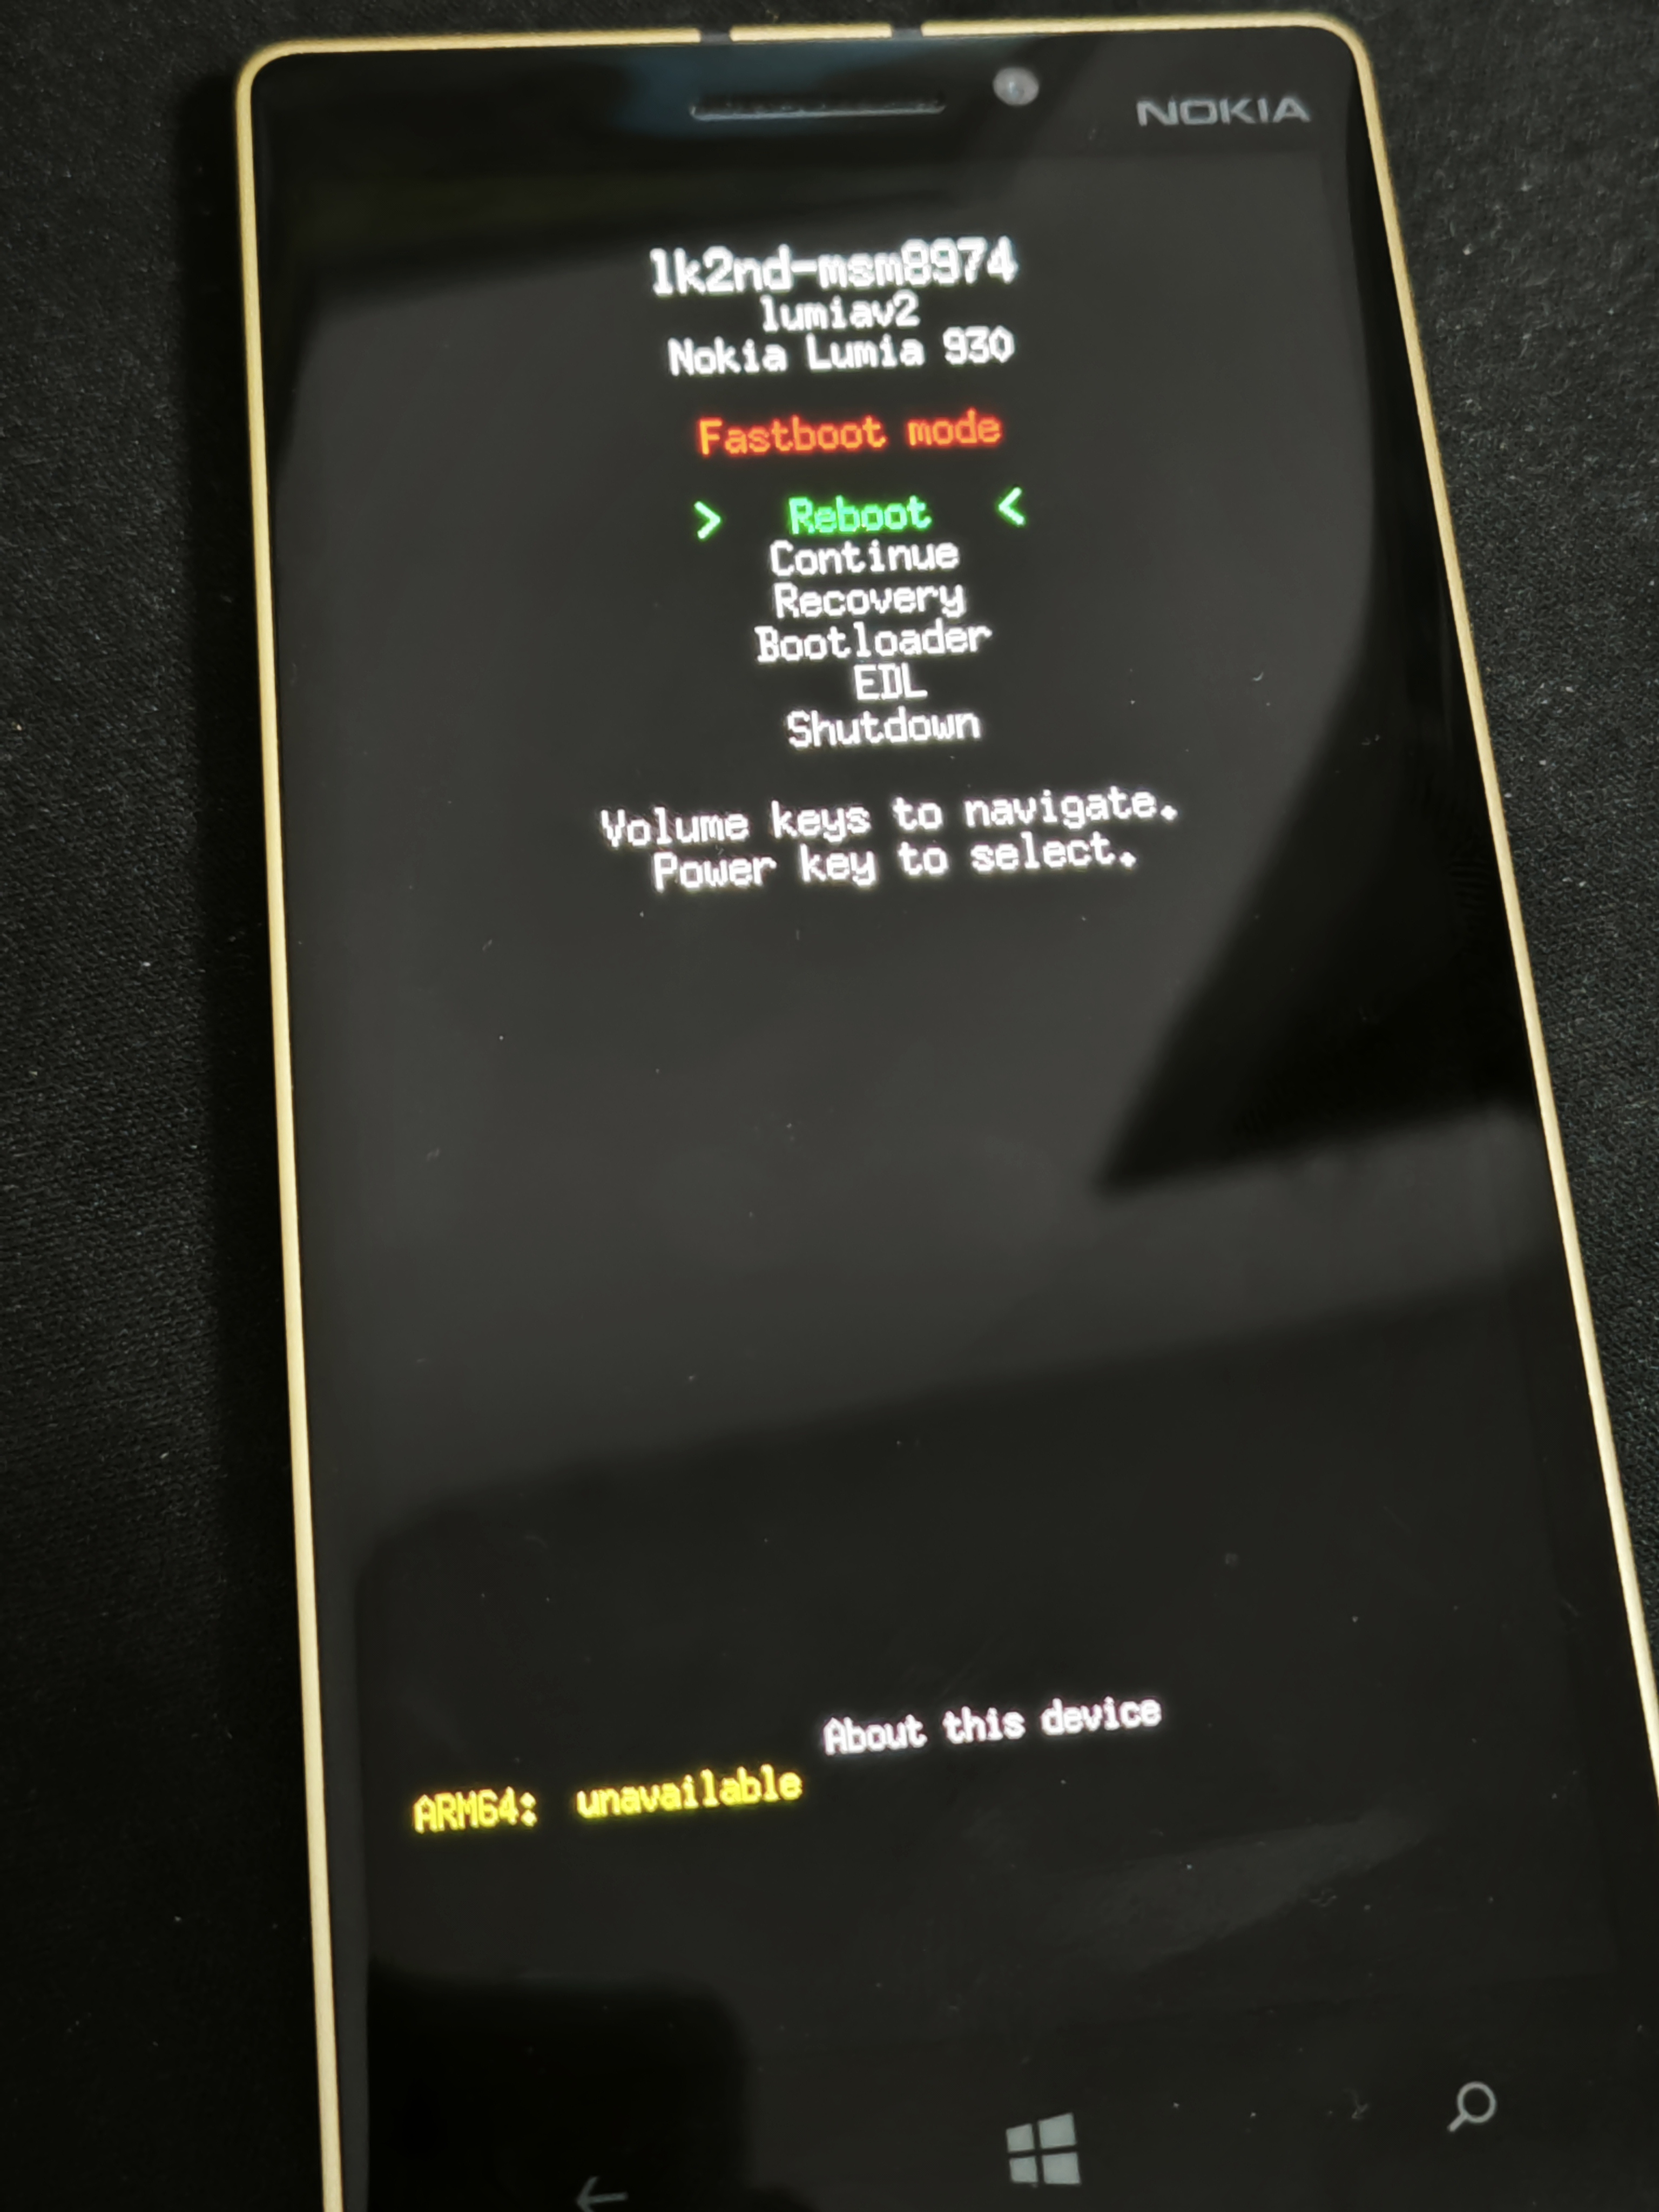 NOKIA
lk2nd-msm8974
lumiav2
Nokia Lumia 930
Fastboot mode
> Reboot <
Continue
Recovery
Bootloader
EDL
Shutdown
Volume keys to navigate.
Power key to select.
About this device
ARM64: unavailable